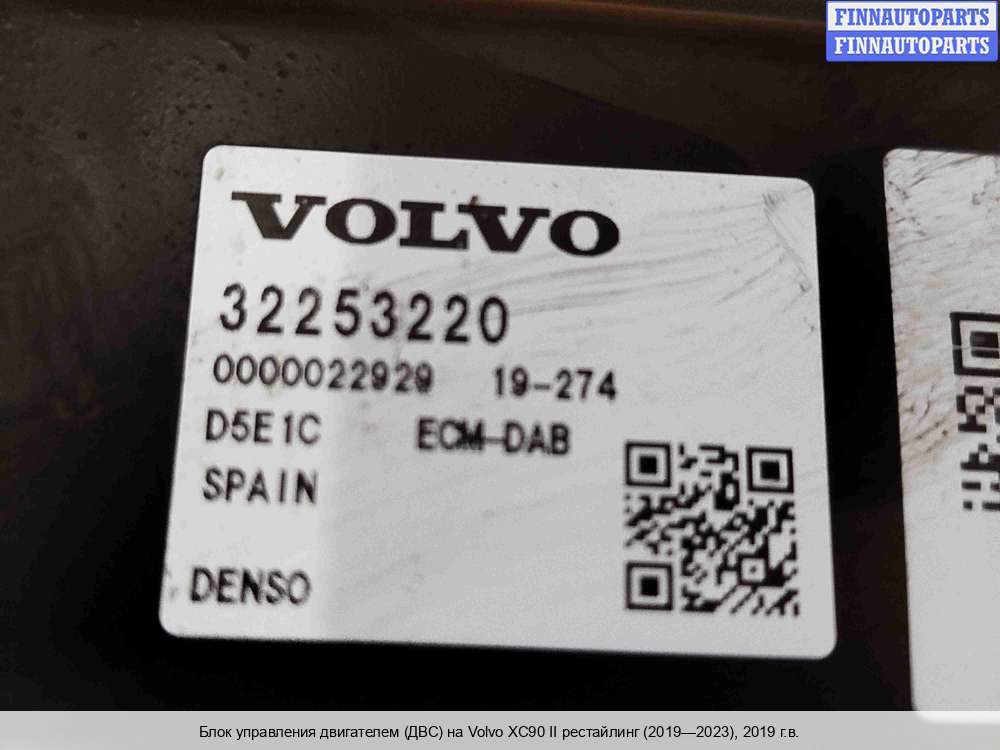 FINNAUTOPARTS
FINNAUTOPARTS
VOLVO
32253220
0000022929 19-274
D5E1C ECM-DAB
SPAIN
DENSO
Блок управления двигателем (ДВС) на Volvo XC90 II рестайлинг (2019—2023), 2019 г.в.